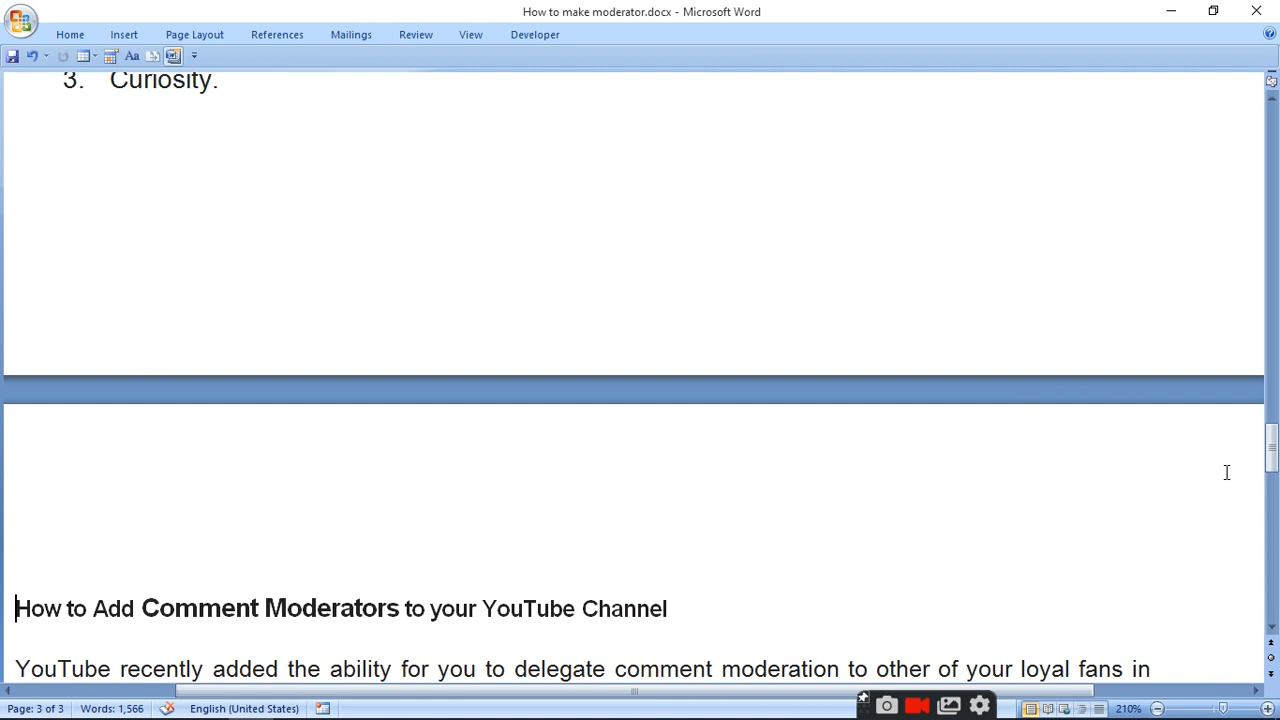 How to make moderator.docx - Microsoft Word
Home Insert Page Layout References Mailings Review View Developer
Aa
3. Curiosity.
How to Add Comment Moderators to your YouTube Channel
YouTube recently added the ability for you to delegate comment moderation to other of your loyal fans in
Page: 3 of 3 Words: 1,566 English (United States) 210%